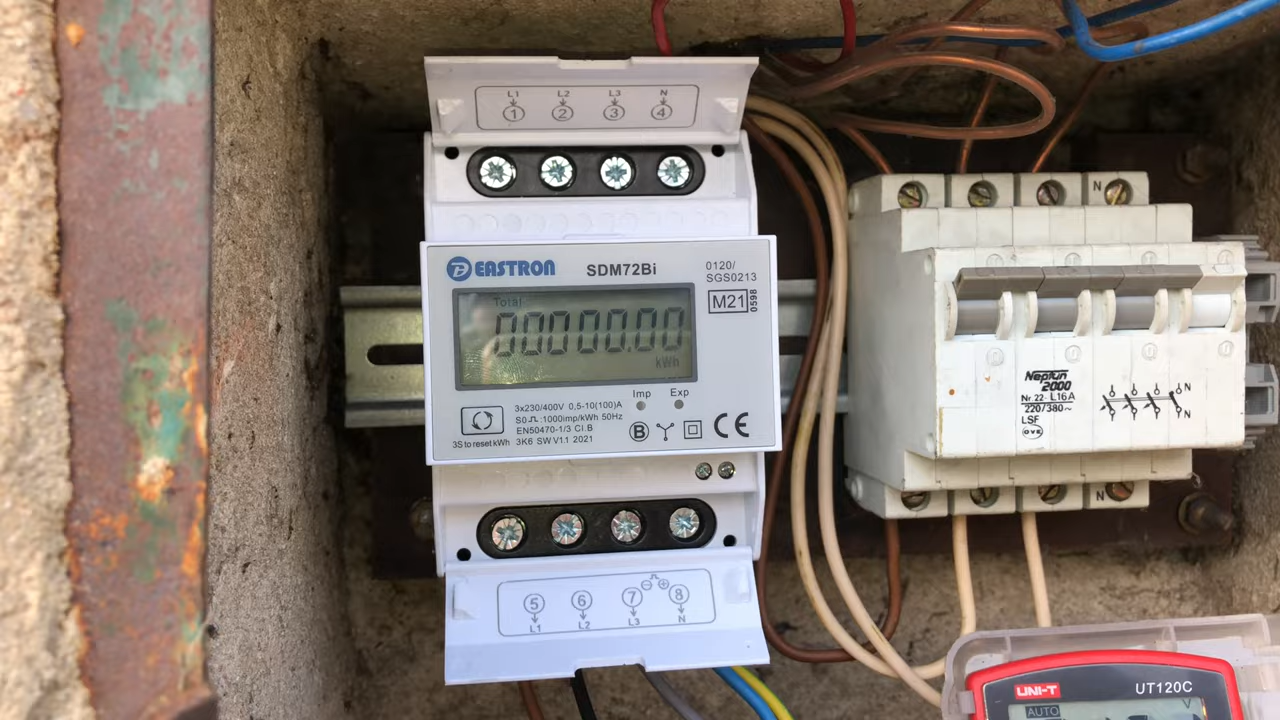 L1 L2 L3 N
1 2 3 4
EASTRON
SDM72Bi
0120/
SGS0213
M21
0598
Total
000000.00
kWh
Imp Exp
3x230/400V 0,5-10(100)A
S0 :1000imp/kWh 50Hz
EN50470-1/3 Cl.B
3K6 SW V1.1 2021
3S to reset kWh
B
CE
5 6 7 8
L1 L2 L3 N
N
Neptun
2000
Nr. 22- L16A
220/380~
LSF
ÖVE
N
N
N
UNI-T
UT120C
AUTO
V